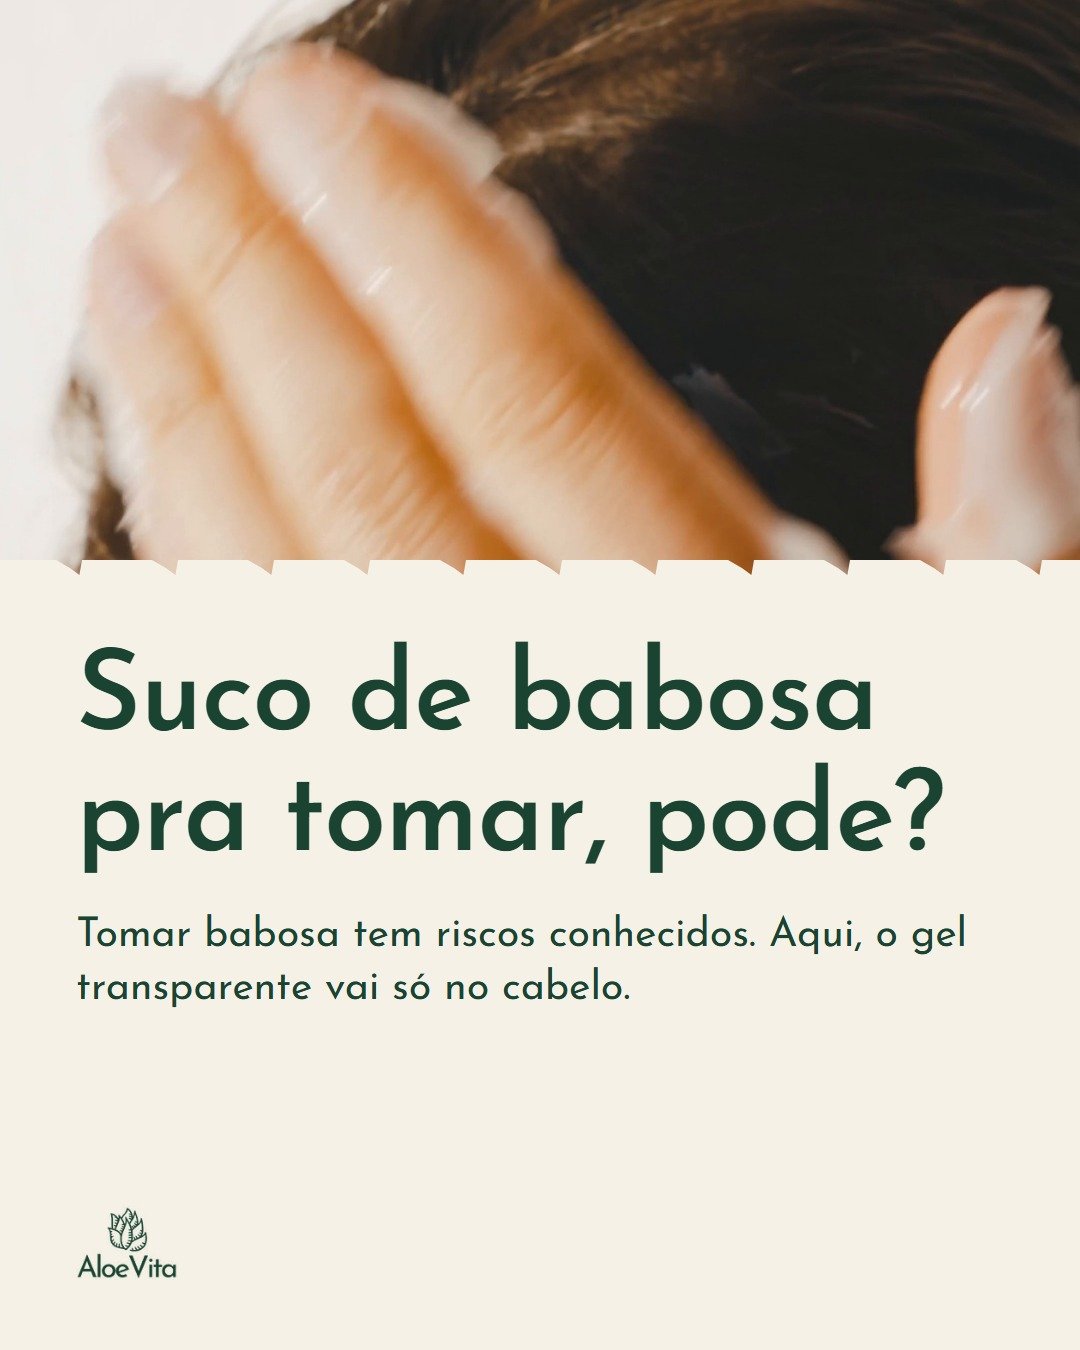 Suco de babosa
pra tomar, pode?
Tomar babosa tem riscos conhecidos. Aqui, o gel
transparente vai só no cabelo.
AloeVita